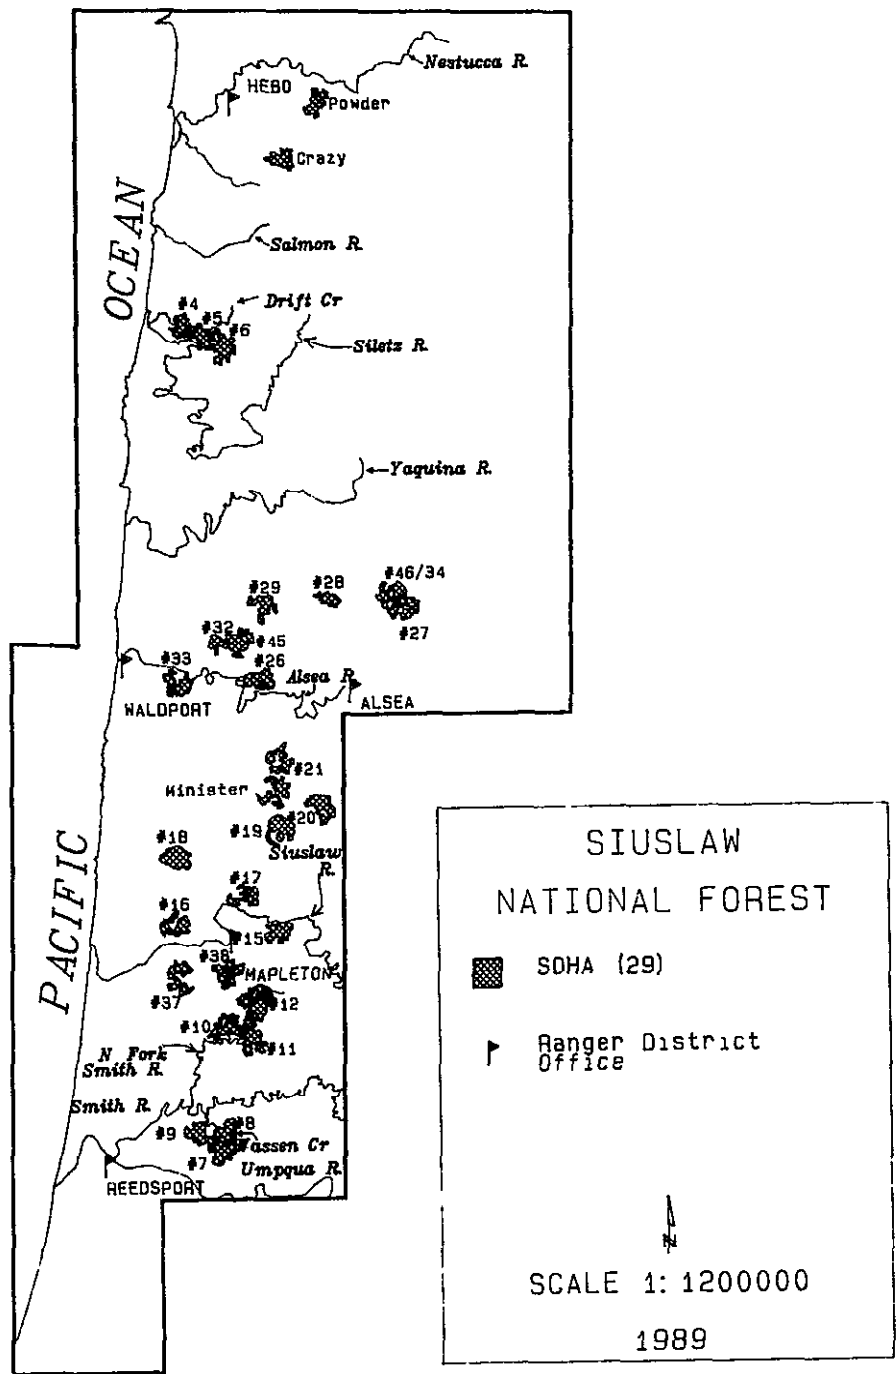 Nestucca R.
HEBO
Powder
Crazy
OCEAN
Salmon R.
Drift Cr
#4
#5
#6
Siletz R.
Yaquina R.
#46/34
#29
#28
#27
#32
#45
#33
#26
Alsea R
WALDPORT
ALSEA
#21
Minister
#20
#19
#18
Siuslaw
R.
#17
#16
#15
PACIFIC
#38
MAPLETON
#37
#12
#10
#11
N Fork
Smith R.
Smith R.
#9
#8
Wassen Cr
#7
Umpqua R.
REEDSPORT
SIUSLAW
NATIONAL FOREST
SOHA (29)
Ranger District
Office
N
SCALE 1: 1200000
1989